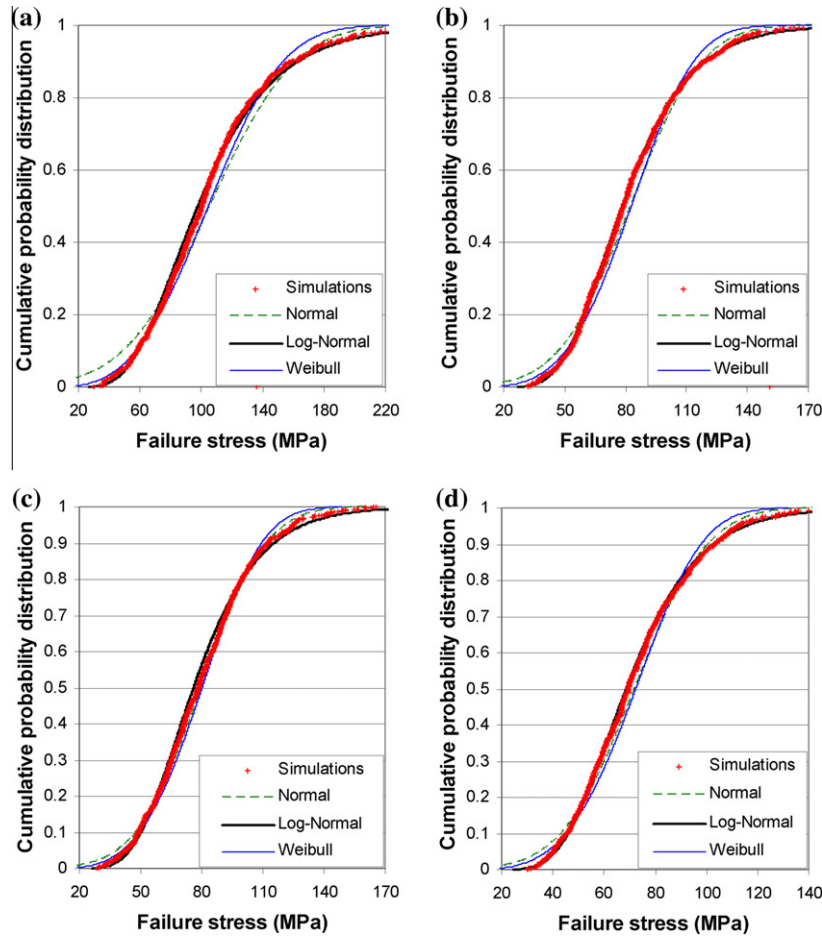 (a)
Cumulative probability distribution
1
0.8
0.6
0.4
0.2
0
Simulations
Normal
Log-Normal
Weibull
20 60 100 140 180 220
Failure stress (MPa)
(b)
Cumulative probability distribution
1
0.8
0.6
0.4
0.2
0
Simulations
Normal
Log-Normal
Weibull
20 50 80 110 140 170
Failure stress (MPa)
(c)
Cumulative probability distribution
1
0.9
0.8
0.7
0.6
0.5
0.4
0.3
0.2
0.1
0
Simulations
Normal
Log-Normal
Weibull
20 50 80 110 140 170
Failure stress (MPa)
(d)
Cumulative probability distribution
1
0.9
0.8
0.7
0.6
0.5
0.4
0.3
0.2
0.1
0
Simulations
Normal
Log-Normal
Weibull
20 40 60 80 100 120 140
Failure stress (MPa)